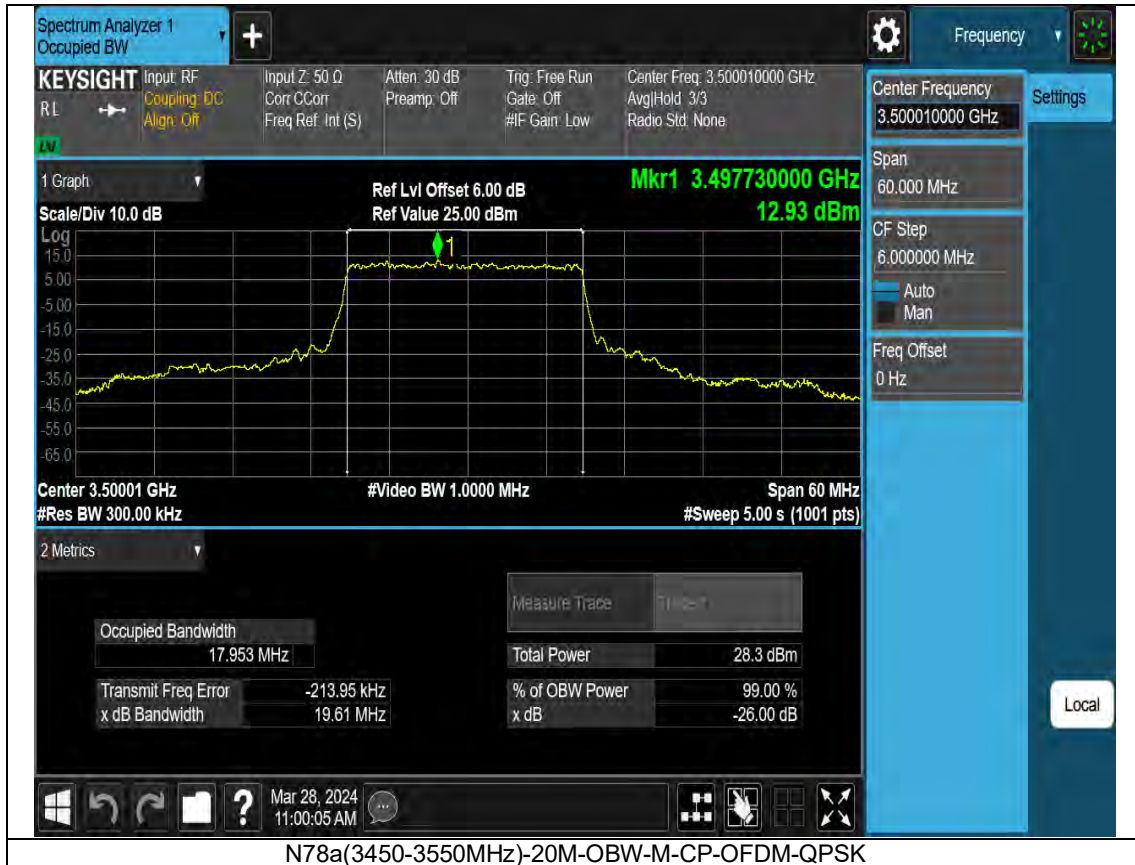 Spectrum Analyzer 1
Occupied BW
Frequency
KEYSIGHT
RL
Input: RF
Coupling: DC
Align: Off
Input Z: 50 Ω
Corr CCorr
Freq Ref: Int (S)
Atten: 30 dB
Preamp: Off
Trig: Free Run
Gate: Off
#IF Gain: Low
Center Freq: 3.500010000 GHz
Avg|Hold: 3/3
Radio Std: None
Center Frequency
3.500010000 GHz
Settings
Span
60.000 MHz
CF Step
6.000000 MHz
Auto
Man
Freq Offset
0 Hz
Local
1 Graph
Scale/Div 10.0 dB
Ref Lvl Offset 6.00 dB
Ref Value 25.00 dBm
Mkr1 3.497730000 GHz
12.93 dBm
Log
1
15.0
5.00
-5.00
-15.0
-25.0
-35.0
-45.0
-55.0
-65.0
Center 3.50001 GHz
#Video BW 1.0000 MHz
Span 60 MHz
#Res BW 300.00 kHz
#Sweep 5.00 s (1001 pts)
2 Metrics
Measure Trace
Occupied Bandwidth
17.953 MHz
Total Power 28.3 dBm
Transmit Freq Error -213.95 kHz
% of OBW Power 99.00 %
x dB Bandwidth 19.61 MHz
x dB -26.00 dB
?
Mar 28, 2024
11:00:05 AM
N78a(3450-3550MHz)-20M-OBW-M-CP-OFDM-QPSK